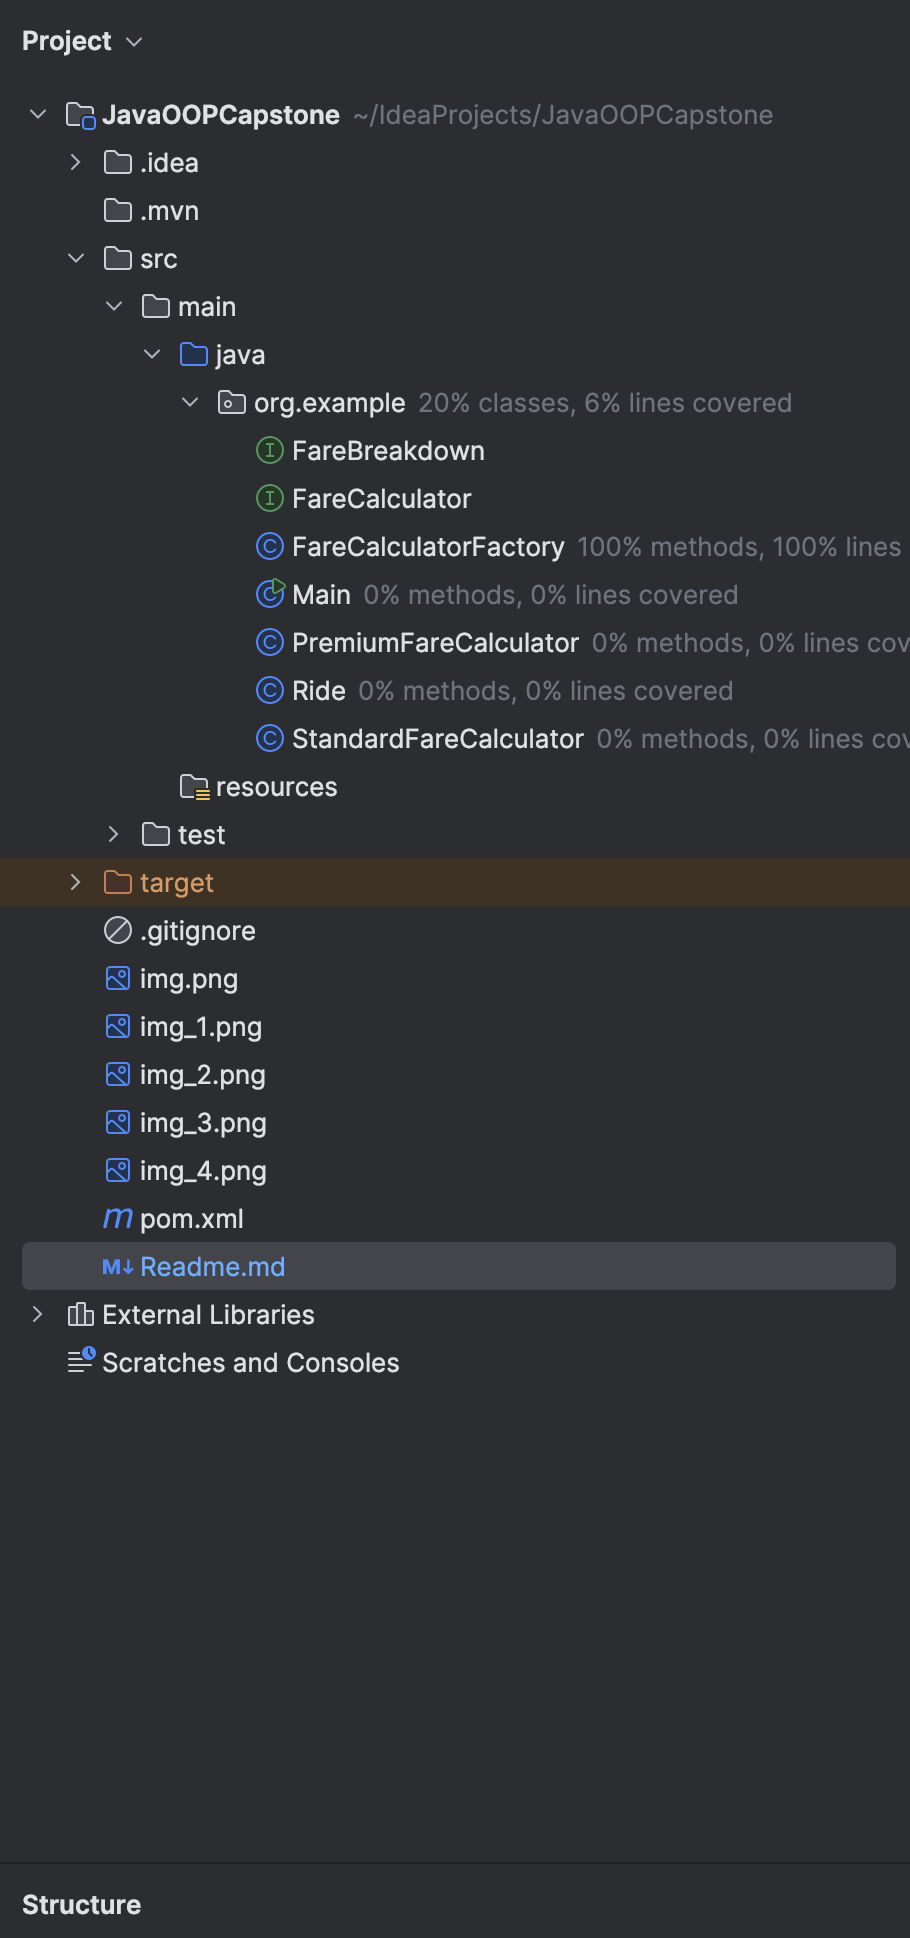 Project
JavaOOPCapstone ~/IdeaProjects/JavaOOPCapstone
.idea
.mvn
src
main
java
org.example 20% classes, 6% lines covered
FareBreakdown
FareCalculator
FareCalculatorFactory 100% methods, 100% lines
Main 0% methods, 0% lines covered
PremiumFareCalculator 0% methods, 0% lines cov
Ride 0% methods, 0% lines covered
StandardFareCalculator 0% methods, 0% lines cov
resources
test
target
.gitignore
img.png
img_1.png
img_2.png
img_3.png
img_4.png
m pom.xml
M↓ Readme.md
External Libraries
Scratches and Consoles
Structure